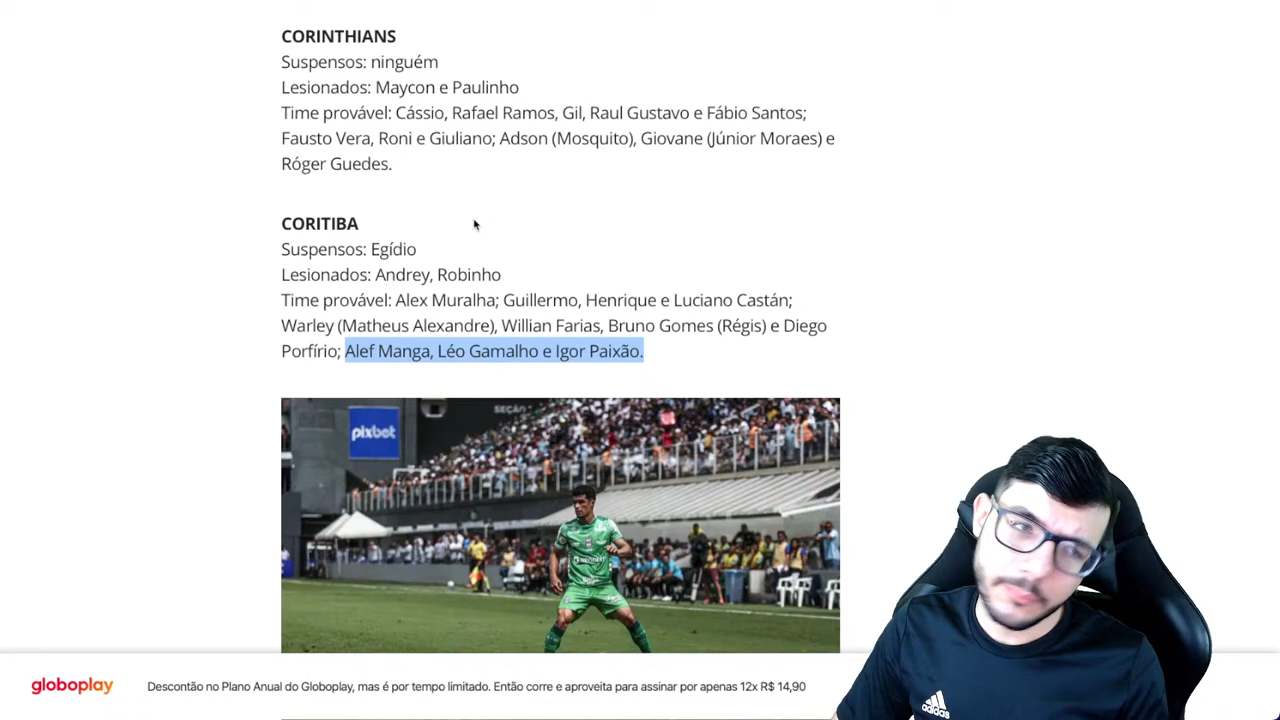 CORINTHIANS
Suspensos: ninguém
Lesionados: Maycon e Paulinho
Time provável: Cássio, Rafael Ramos, Gil, Raul Gustavo e Fábio Santos;
Fausto Vera, Roni e Giuliano; Adson (Mosquito), Giovane (Júnior Moraes) e
Róger Guedes.
CORITIBA
Suspensos: Egídio
Lesionados: Andrey, Robinho
Time provável: Alex Muralha; Guillermo, Henrique e Luciano Castán;
Warley (Matheus Alexandre), Willian Farias, Bruno Gomes (Régis) e Diego
Porfírio; Alef Manga, Léo Gamalho e Igor Paixão.
SEÇÃO
pixbet
globoplay
Descontão no Plano Anual do Globoplay, mas é por tempo limitado. Então corre e aproveita para assinar por apenas 12x R$ 14,90
adidas